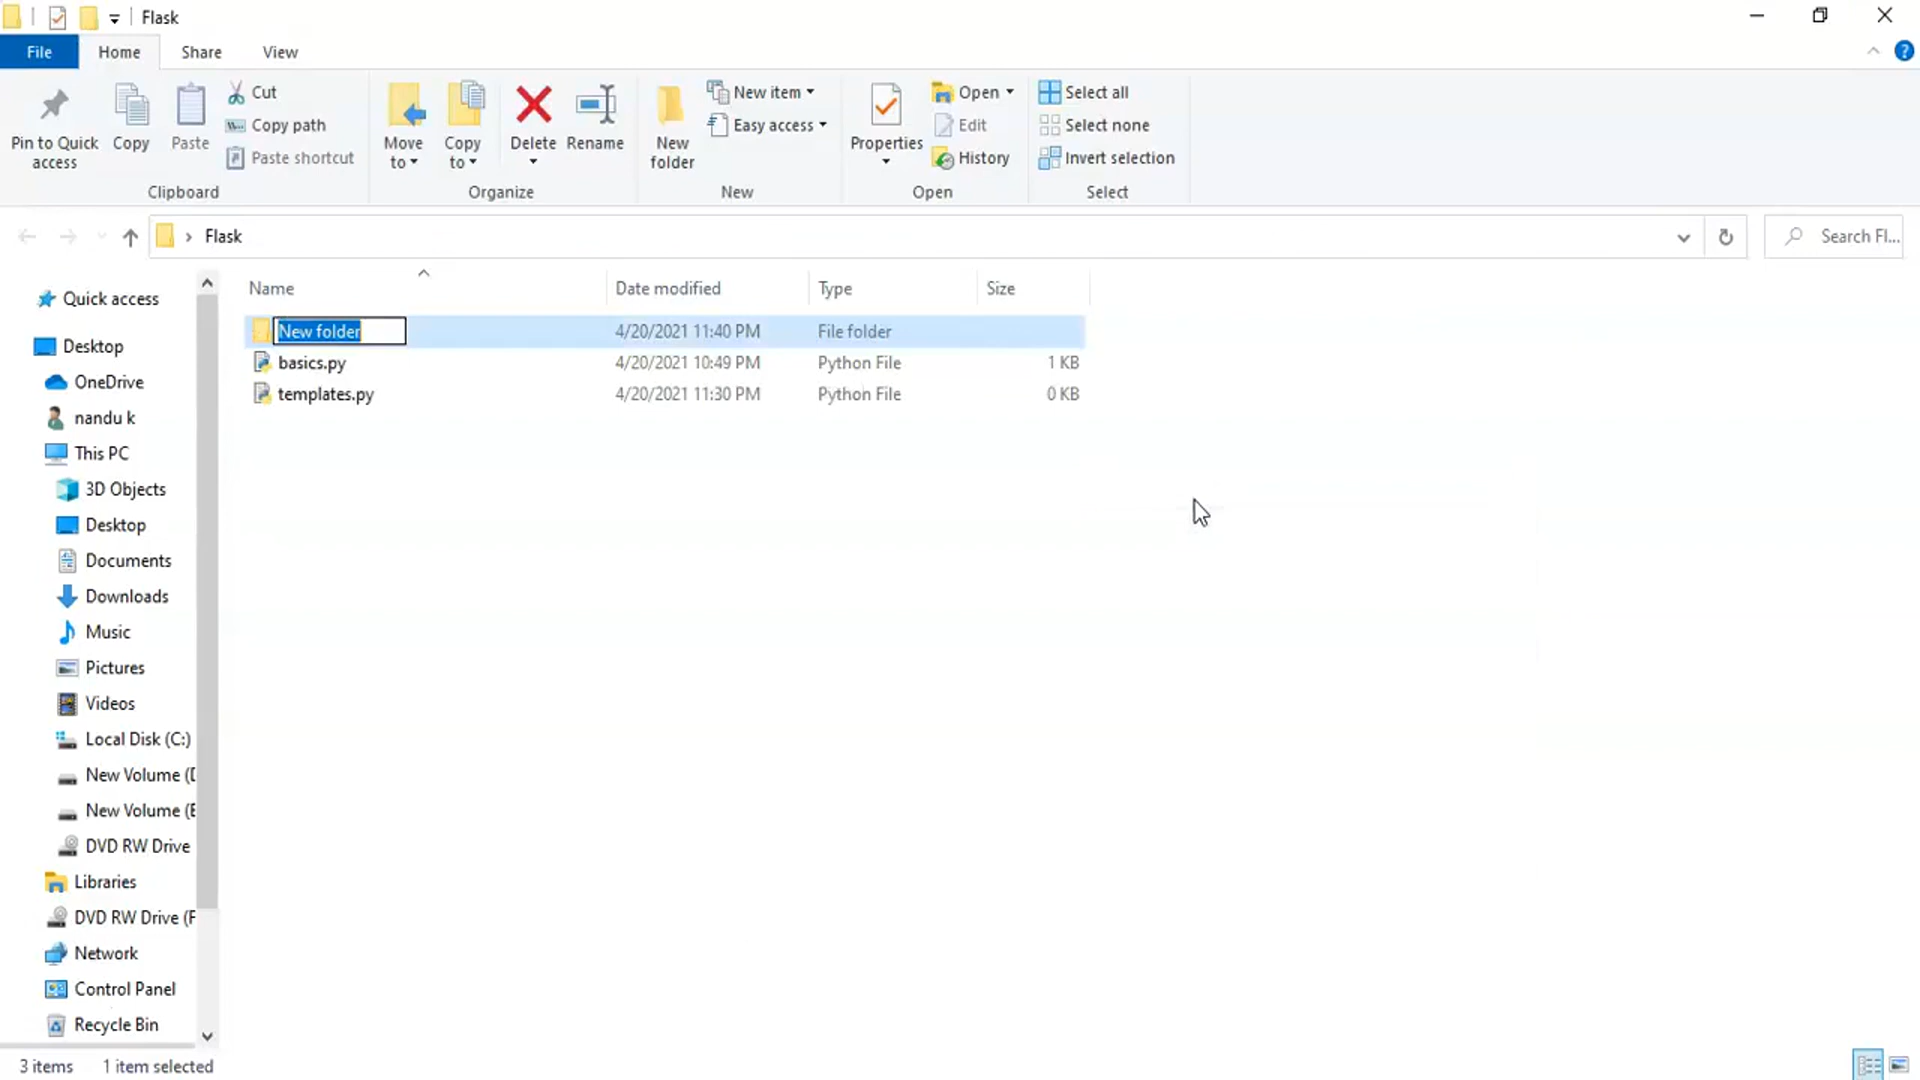 Flask
File Home Share View
Pin to Quick access
Copy
Paste
Cut
Copy path
Paste shortcut
Clipboard
Move to
Copy to
Delete
Rename
Organize
New folder
New item
Easy access
New
Properties
Open
Edit
History
Open
Select all
Select none
Invert selection
Select
Flask
Search Fl...
Name Date modified Type Size
New folder 4/20/2021 11:40 PM File folder
basics.py 4/20/2021 10:49 PM Python File 1 KB
templates.py 4/20/2021 11:30 PM Python File 0 KB
Quick access
Desktop
OneDrive
nandu k
This PC
3D Objects
Desktop
Documents
Downloads
Music
Pictures
Videos
Local Disk (C:)
New Volume (D
New Volume (E
DVD RW Drive
Libraries
DVD RW Drive (F
Network
Control Panel
Recycle Bin
3 items 1 item selected